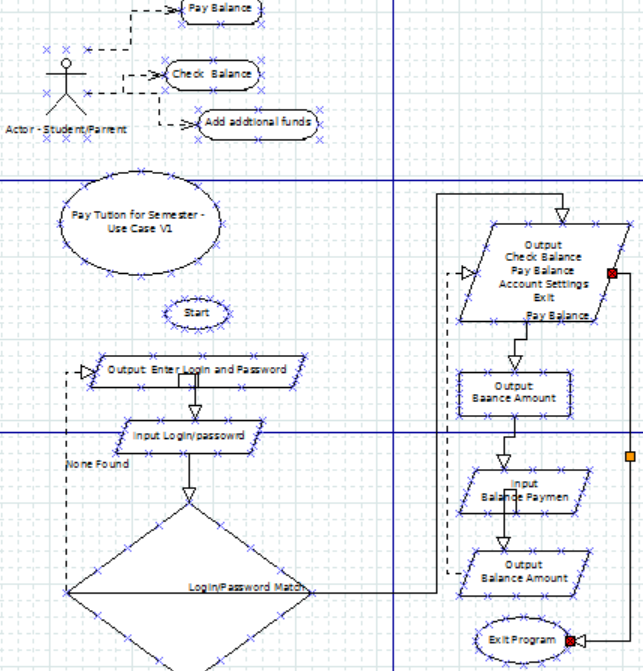 Pay Balance
Check Balance
Add addtional funds
Actor - Student/Parrent
Pay Tution for Semester -
Use Case V1
Start
Output: Enter Login and Password
Input Login/passowrd
None Found
Login/Password Match
Output
Check Balance
Pay Balance
Account Settings
Exit
Pay Balance
Output:
Baance Amount
Input
Balance Paymen
Output
Balance Amount
Exit Program